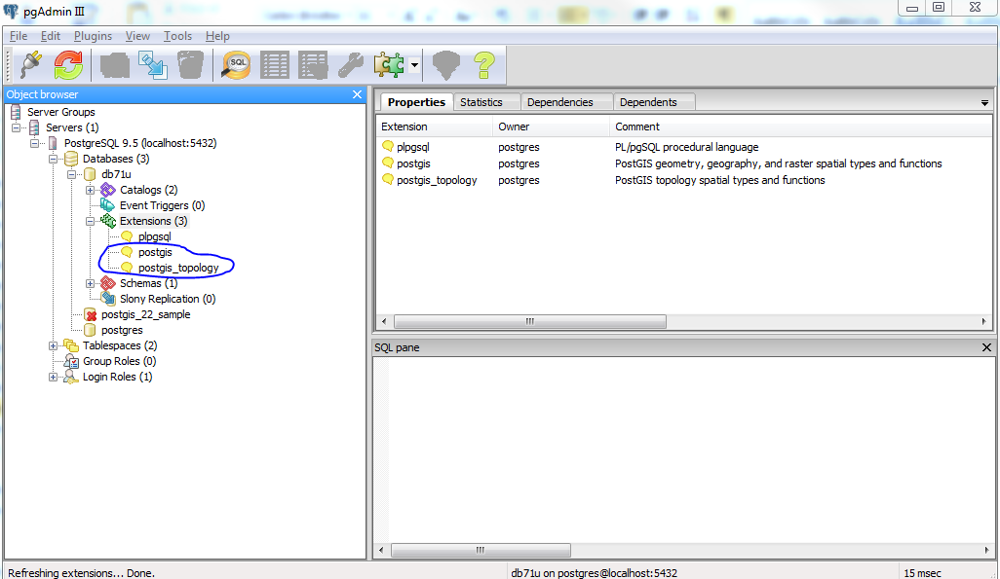 pgAdmin III
File Edit Plugins View Tools Help
SQL
Object browser
Server Groups
Servers (1)
PostgreSQL 9.5 (localhost:5432)
Databases (3)
db71u
Catalogs (2)
Event Triggers (0)
Extensions (3)
plpgsql
postgis
postgis_topology
Schemas (1)
Slony Replication (0)
postgis_22_sample
postgres
Tablespaces (2)
Group Roles (0)
Login Roles (1)
Properties Statistics Dependencies Dependents
Extension Owner Comment
plpgsql postgres PL/pgSQL procedural language
postgis postgres PostGIS geometry, geography, and raster spatial types and functions
postgis_topology postgres PostGIS topology spatial types and functions
SQL pane
Refreshing extensions... Done. db71u on postgres@localhost:5432 15 msec